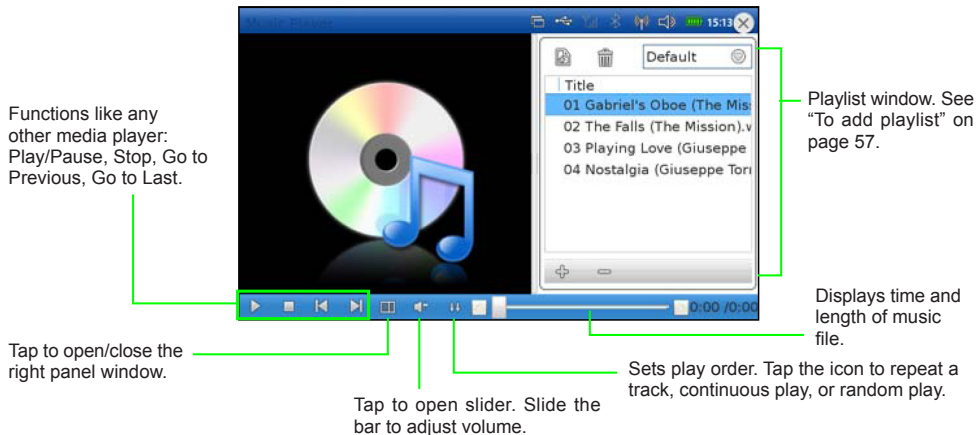 Music Player
15:13
Default
Title
01 Gabriel's Oboe (The Mis
02 The Falls (The Mission).w
03 Playing Love (Giuseppe
04 Nostalgia (Giuseppe Torn
0:00 /0:00
Functions like any
other media player:
Play/Pause, Stop, Go to
Previous, Go to Last.
Playlist window. See
“To add playlist” on
page 57.
Displays time and
length of music
file.
Tap to open/close the
right panel window.
Sets play order. Tap the icon to repeat a
track, continuous play, or random play.
Tap to open slider. Slide the
bar to adjust volume.